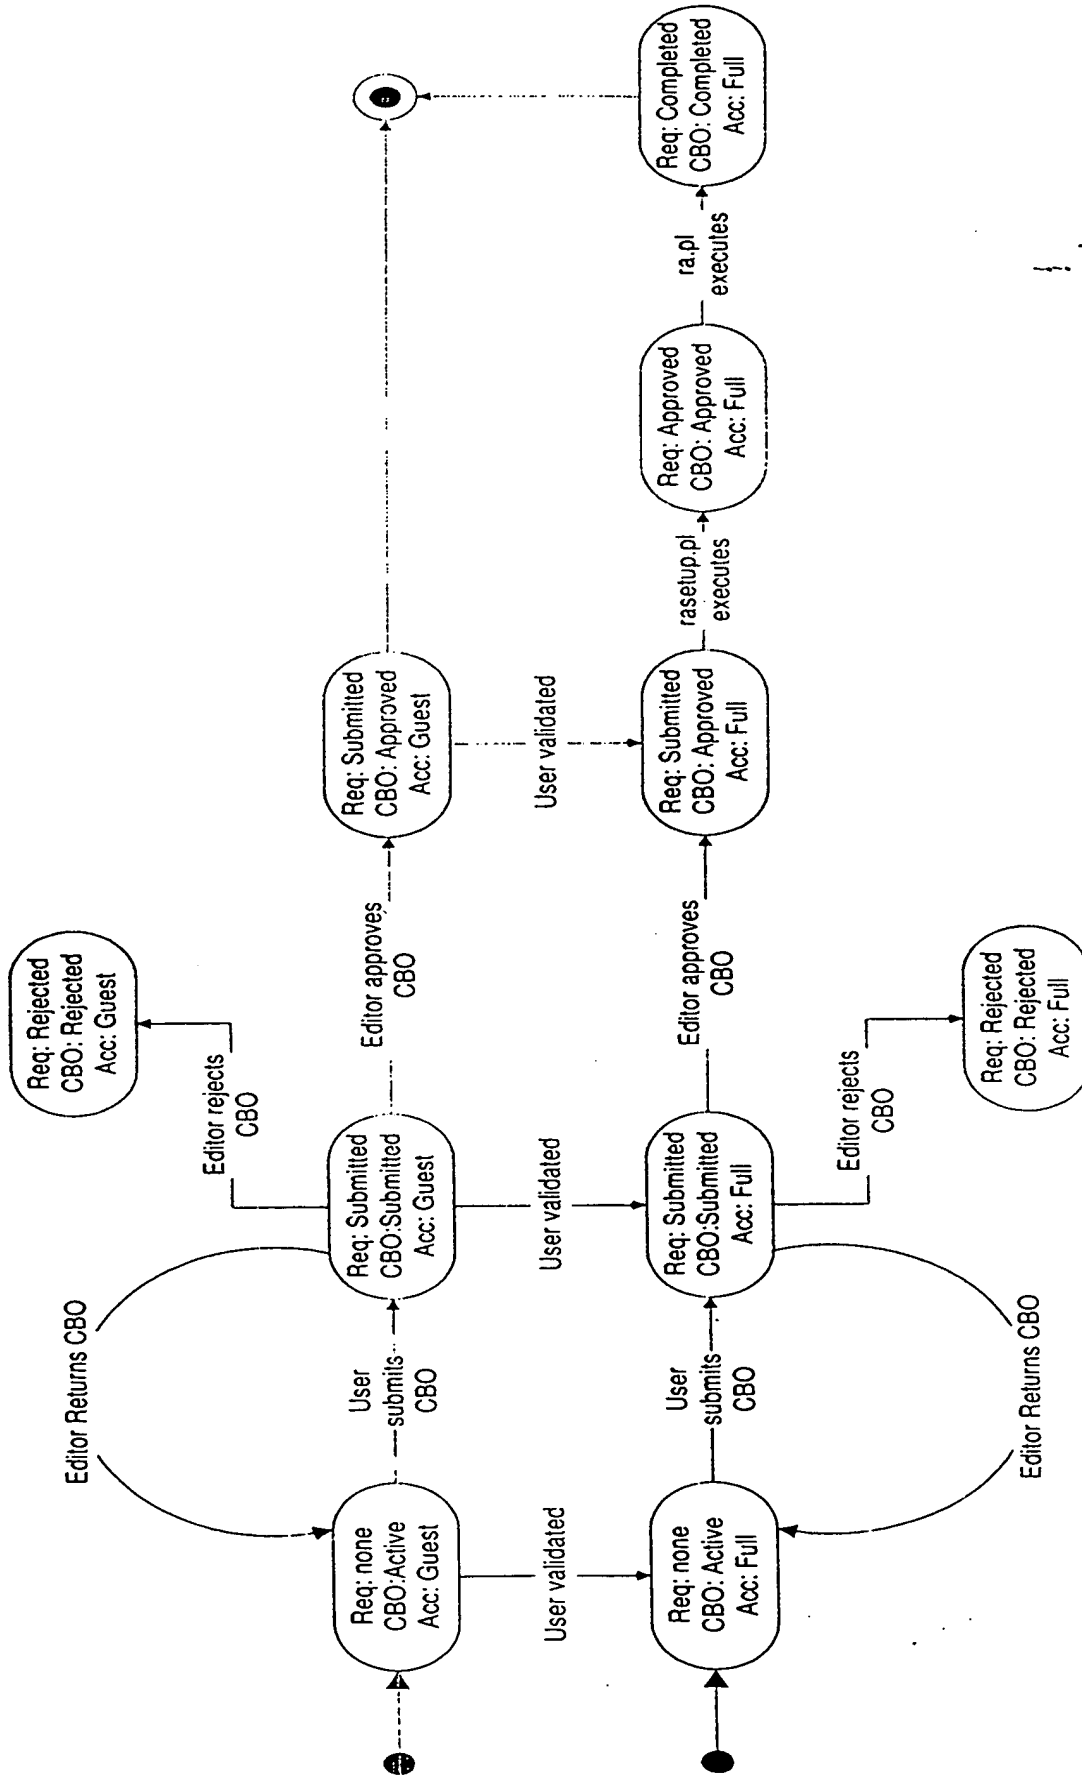 Req: Rejected
CBO: Rejected
Acc: Guest
Editor Returns CBO
Editor rejects
CBO
Req: none
CBO:Active
Acc: Guest
User
submits
CBO
Req: Submitted
CBO:Submitted
Acc: Guest
Editor approves
CBO
Req: Submitted
CBO: Approved
Acc: Guest
User validated
User validated
User validated
Req: none
CBO: Active
Acc: Full
User
submits
CBO
Req: Submitted
CBO:Submitted
Acc: Full
Editor approves
CBO
Req: Submitted
CBO: Approved
Acc: Full
rasetup.pl
executes
Req: Approved
CBO: Approved
Acc: Full
ra.pl
executes
Req: Completed
CBO: Completed
Acc: Full
Editor rejects
CBO
Editor Returns CBO
Req: Rejected
CBO: Rejected
Acc: Full